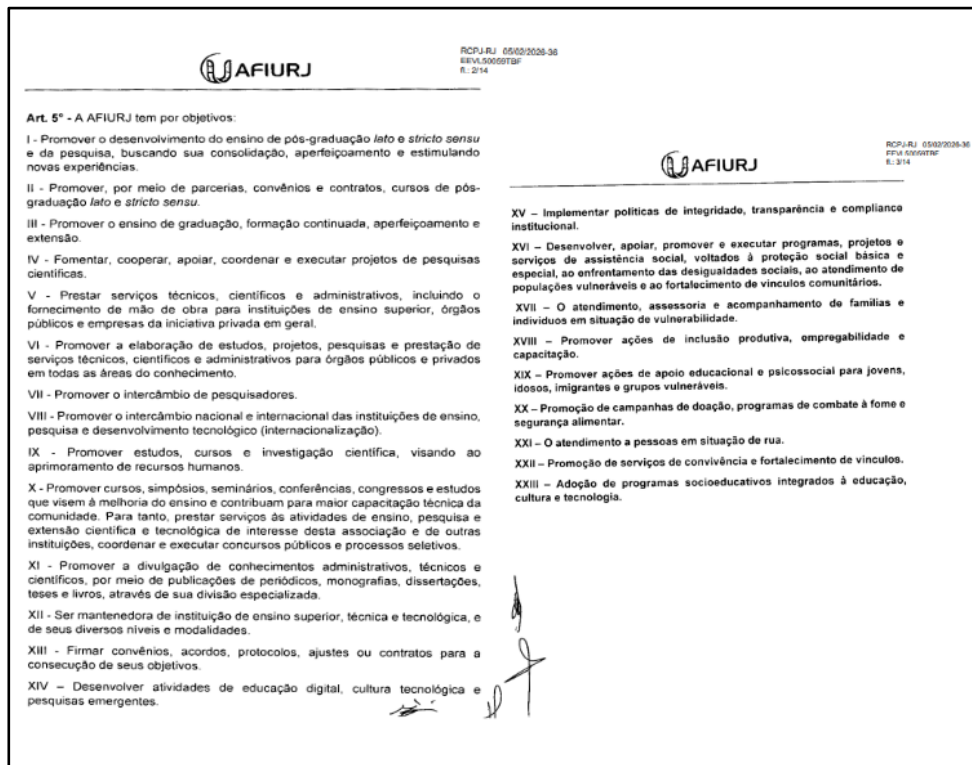 AFIURJ
RCPJ-RJ 05/02/2026-36
EEVL50059TBF
fl.: 2/14
Art. 5° - A AFIURJ tem por objetivos:
I - Promover o desenvolvimento do ensino de pós-graduação lato e stricto sensu
e da pesquisa, buscando sua consolidação, aperfeiçoamento e estimulando
novas experiências.
II - Promover, por meio de parcerias, convênios e contratos, cursos de pós-
graduação lato e stricto sensu.
III - Promover o ensino de graduação, formação continuada, aperfeiçoamento e
extensão.
IV - Fomentar, cooperar, apoiar, coordenar e executar projetos de pesquisas
científicas.
V - Prestar serviços técnicos, científicos e administrativos, incluindo o
fornecimento de mão de obra para instituições de ensino superior, órgãos
públicos e empresas da iniciativa privada em geral.
VI - Promover a elaboração de estudos, projetos, pesquisas e prestação de
serviços técnicos, científicos e administrativos para órgãos públicos e privados
em todas as áreas do conhecimento.
VII - Promover o intercâmbio de pesquisadores.
VIII - Promover o intercâmbio nacional e internacional das instituições de ensino,
pesquisa e desenvolvimento tecnológico (internacionalização).
IX - Promover estudos, cursos e investigação científica, visando ao
aprimoramento de recursos humanos.
X - Promover cursos, simpósios, seminários, conferências, congressos e estudos
que visem à melhoria do ensino e contribuam para maior capacitação técnica da
comunidade. Para tanto, prestar serviços às atividades de ensino, pesquisa e
extensão científica e tecnológica de interesse desta associação e de outras
instituições, coordenar e executar concursos públicos e processos seletivos.
XI - Promover a divulgação de conhecimentos administrativos, técnicos e
científicos, por meio de publicações de periódicos, monografias, dissertações,
teses e livros, através de sua divisão especializada.
XII - Ser mantenedora de instituição de ensino superior, técnica e tecnológica, e
de seus diversos níveis e modalidades.
XIII - Firmar convênios, acordos, protocolos, ajustes ou contratos para a
consecução de seus objetivos.
XIV – Desenvolver atividades de educação digital, cultura tecnológica e
pesquisas emergentes.
AFIURJ
RCPJ-RJ 05/02/2026-36
EEVL50059TBF
fl.: 3/14
XV – Implementar políticas de integridade, transparência e compliance
institucional.
XVI – Desenvolver, apoiar, promover e executar programas, projetos e
serviços de assistência social, voltados à proteção social básica e
especial, ao enfrentamento das desigualdades sociais, ao atendimento de
populações vulneráveis e ao fortalecimento de vínculos comunitários.
XVII – O atendimento, assessoria e acompanhamento de famílias e
indivíduos em situação de vulnerabilidade.
XVIII – Promover ações de inclusão produtiva, empregabilidade e
capacitação.
XIX – Promover ações de apoio educacional e psicossocial para jovens,
idosos, imigrantes e grupos vulneráveis.
XX – Promoção de campanhas de doação, programas de combate à fome e
segurança alimentar.
XXI – O atendimento a pessoas em situação de rua.
XXII – Promoção de serviços de convivência e fortalecimento de vínculos.
XXIII – Adoção de programas socioeducativos integrados à educação,
cultura e tecnologia.